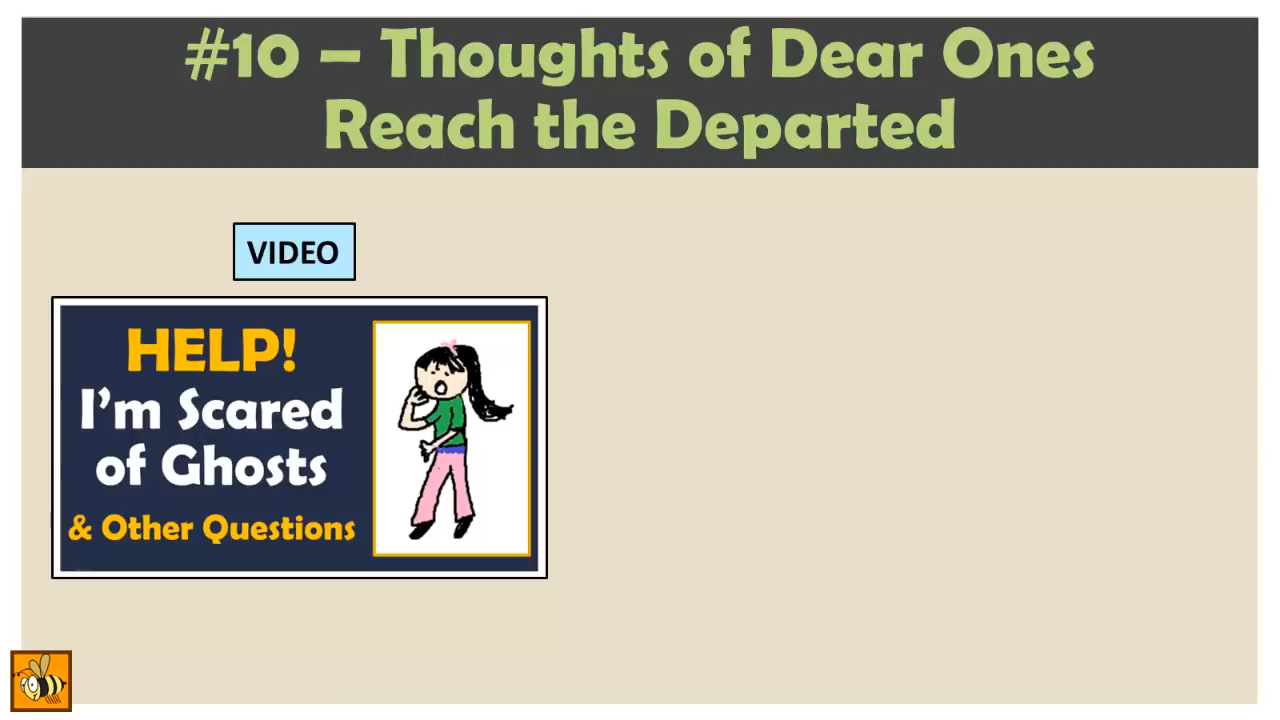 #10 – Thoughts of Dear Ones
Reach the Departed
VIDEO
HELP!
I'm Scared
of Ghosts
& Other Questions